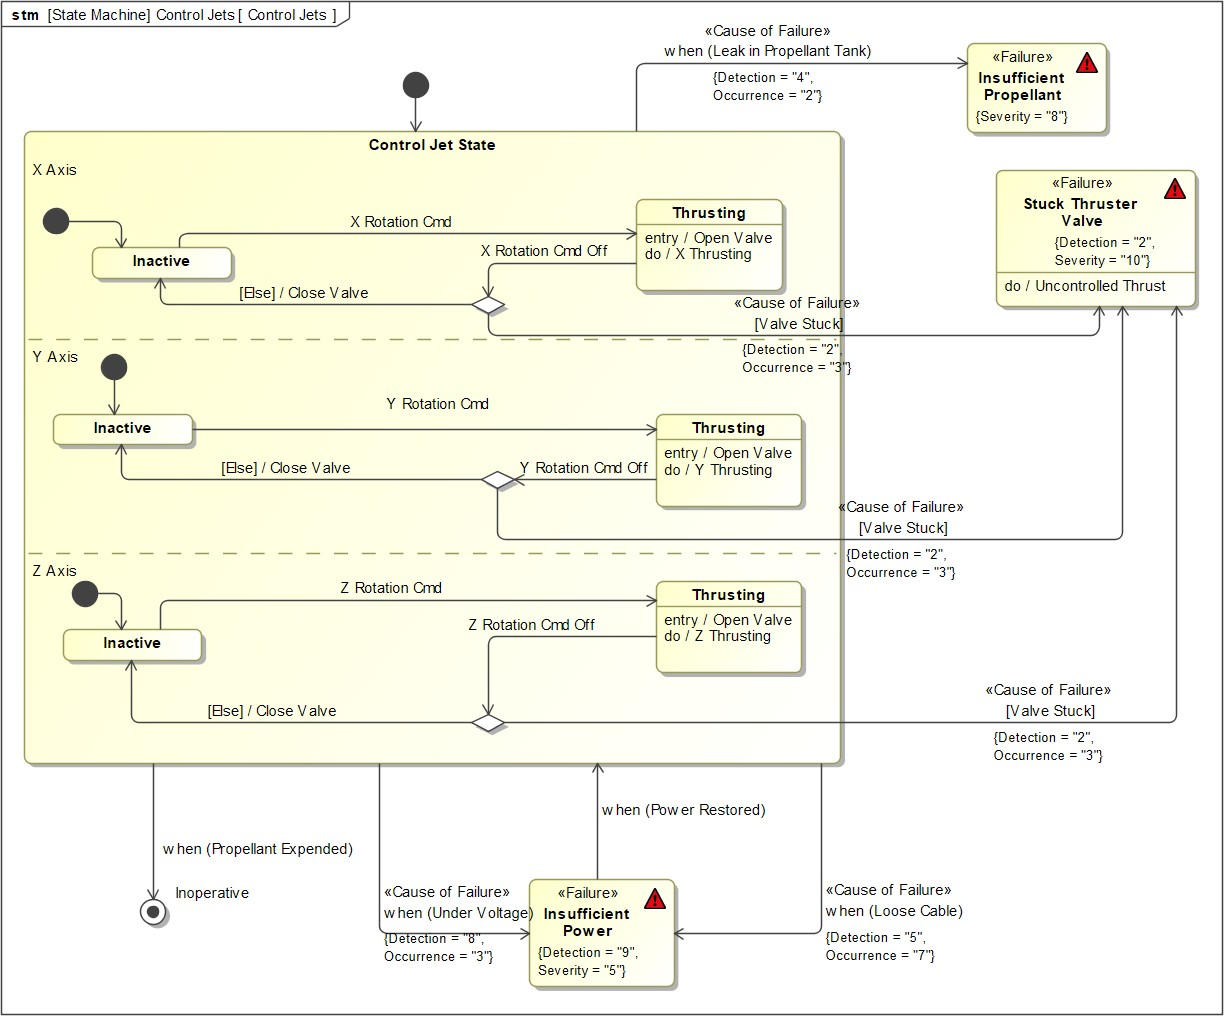 stm [State Machine] Control Jets [ Control Jets ]
«Cause of Failure»
when (Leak in Propellant Tank)
{Detection = "4",
Occurrence = "2"}
«Failure»
Insufficient
Propellant
{Severity = "8"}
Control Jet State
X Axis
Inactive
X Rotation Cmd
Thrusting
entry / Open Valve
do / X Thrusting
X Rotation Cmd Off
[Else] / Close Valve
«Cause of Failure»
[Valve Stuck]
{Detection = "2",
Occurrence = "3"}
«Failure»
Stuck Thruster
Valve
{Detection = "2",
Severity = "10"}
do / Uncontrolled Thrust
Y Axis
Inactive
Y Rotation Cmd
Thrusting
entry / Open Valve
do / Y Thrusting
Y Rotation Cmd Off
[Else] / Close Valve
«Cause of Failure»
[Valve Stuck]
{Detection = "2",
Occurrence = "3"}
Z Axis
Inactive
Z Rotation Cmd
Thrusting
entry / Open Valve
do / Z Thrusting
Z Rotation Cmd Off
[Else] / Close Valve
«Cause of Failure»
[Valve Stuck]
{Detection = "2",
Occurrence = "3"}
when (Propellant Expended)
Inoperative
«Cause of Failure»
when (Under Voltage)
{Detection = "8",
Occurrence = "3"}
when (Power Restored)
«Failure»
Insufficient
Power
{Detection = "9",
Severity = "5"}
«Cause of Failure»
when (Loose Cable)
{Detection = "5",
Occurrence = "7"}